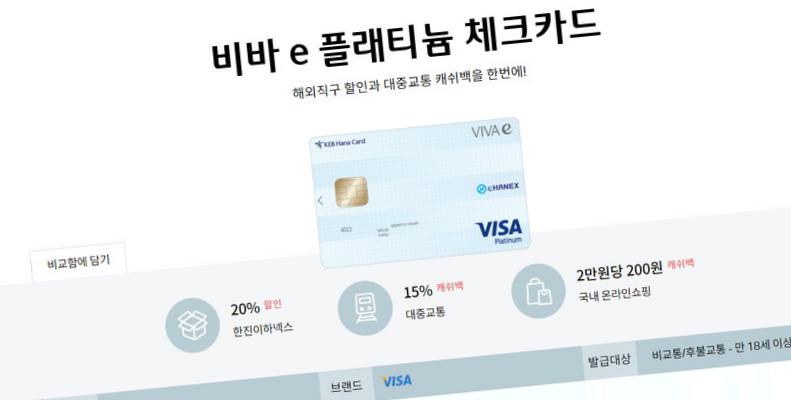 비바 e 플래티늄 체크카드
해외직구 할인과 대중교통 캐쉬백을 한번에!
KEB Hana Card
VIVA e
eHANEX
4023
VISA
Platinum
비교함에 담기
20% 할인
한진이하넥스
15% 캐쉬백
대중교통
2만원당 200원 캐쉬백
국내 온라인쇼핑
브랜드
VISA
발급대상
비교통/후불교통 - 만 18세 이상